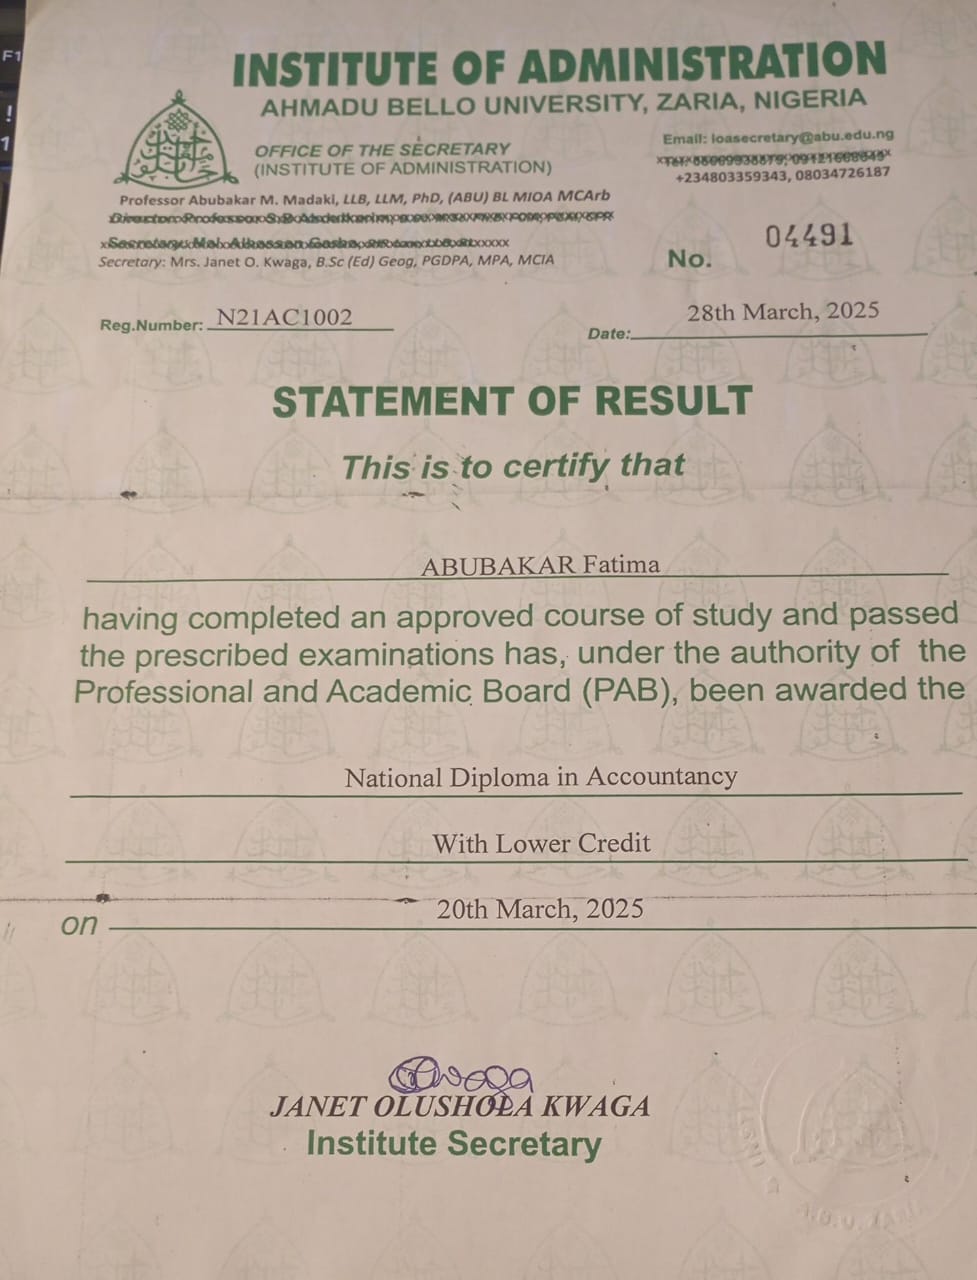 F1
!
1
INSTITUTE OF ADMINISTRATION
AHMADU BELLO UNIVERSITY, ZARIA, NIGERIA
OFFICE OF THE SECRETARY
(INSTITUTE OF ADMINISTRATION)
Email: ioasecretary@abu.edu.ng
+234803359343, 08034726187
Professor Abubakar M. Madaki, LLB, LLM, PhD, (ABU) BL MIOA MCArb
Secretary: Mrs. Janet O. Kwaga, B.Sc (Ed) Geog, PGDPA, MPA, MCIA
No. 04491
Reg.Number: N21AC1002
Date: 28th March, 2025
STATEMENT OF RESULT
This is to certify that
ABUBAKAR Fatima
having completed an approved course of study and passed
the prescribed examinations has, under the authority of the
Professional and Academic Board (PAB), been awarded the
National Diploma in Accountancy
With Lower Credit
on 20th March, 2025
JANET OLUSHOLA KWAGA
Institute Secretary
A.B.U. ZARIA